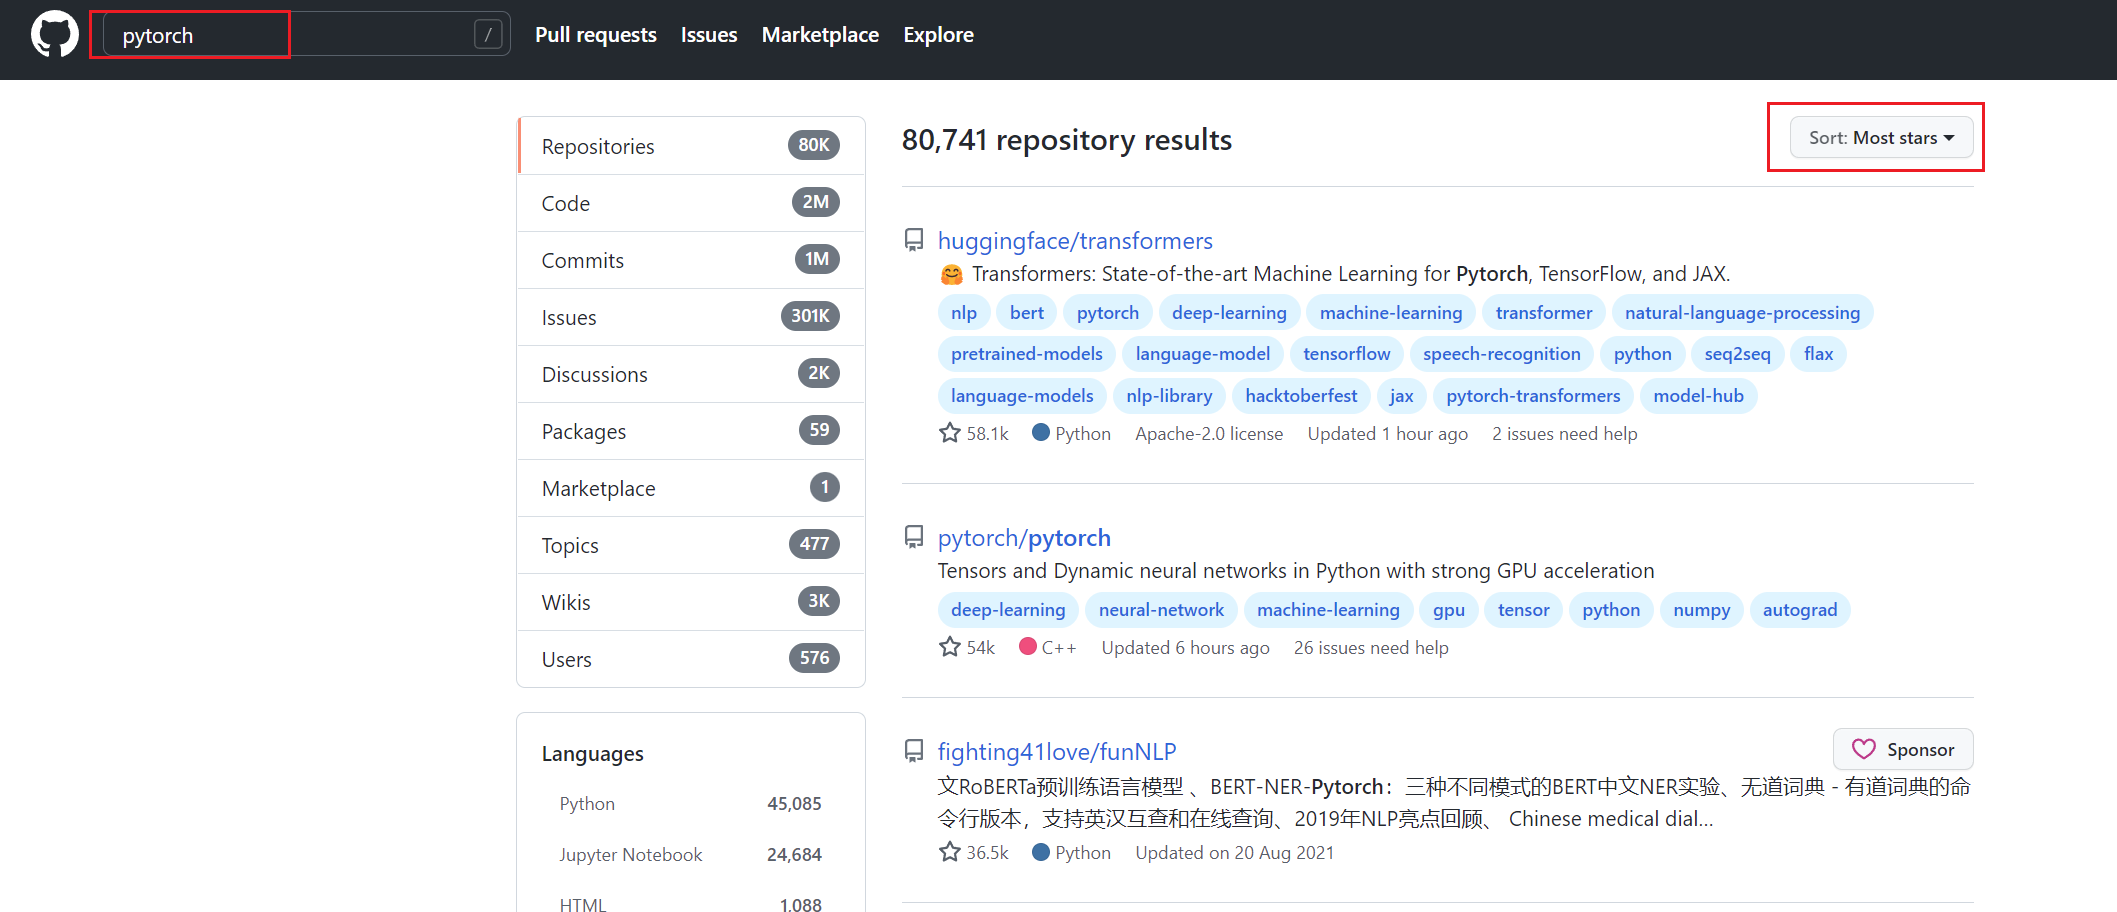 pytorch / Pull requests Issues Marketplace Explore
Repositories 80K
Code 2M
Commits 1M
Issues 301K
Discussions 2K
Packages 59
Marketplace 1
Topics 477
Wikis 3K
Users 576
Languages
Python 45,085
Jupyter Notebook 24,684
HTML 1,088
80,741 repository results
Sort: Most stars
huggingface/transformers
🤗 Transformers: State-of-the-art Machine Learning for Pytorch, TensorFlow, and JAX.
nlp bert pytorch deep-learning machine-learning transformer natural-language-processing
pretrained-models language-model tensorflow speech-recognition python seq2seq flax
language-models nlp-library hacktoberfest jax pytorch-transformers model-hub
58.1k Python Apache-2.0 license Updated 1 hour ago 2 issues need help
pytorch/pytorch
Tensors and Dynamic neural networks in Python with strong GPU acceleration
deep-learning neural-network machine-learning gpu tensor python numpy autograd
54k C++ Updated 6 hours ago 26 issues need help
fighting41love/funNLP
Sponsor
文RoBERTa预训练语言模型 、BERT-NER-Pytorch：三种不同模式的BERT中文NER实验、无道词典 - 有道词典的命
令行版本，支持英汉互查和在线查询、2019年NLP亮点回顾、 Chinese medical dial...
36.5k Python Updated on 20 Aug 2021